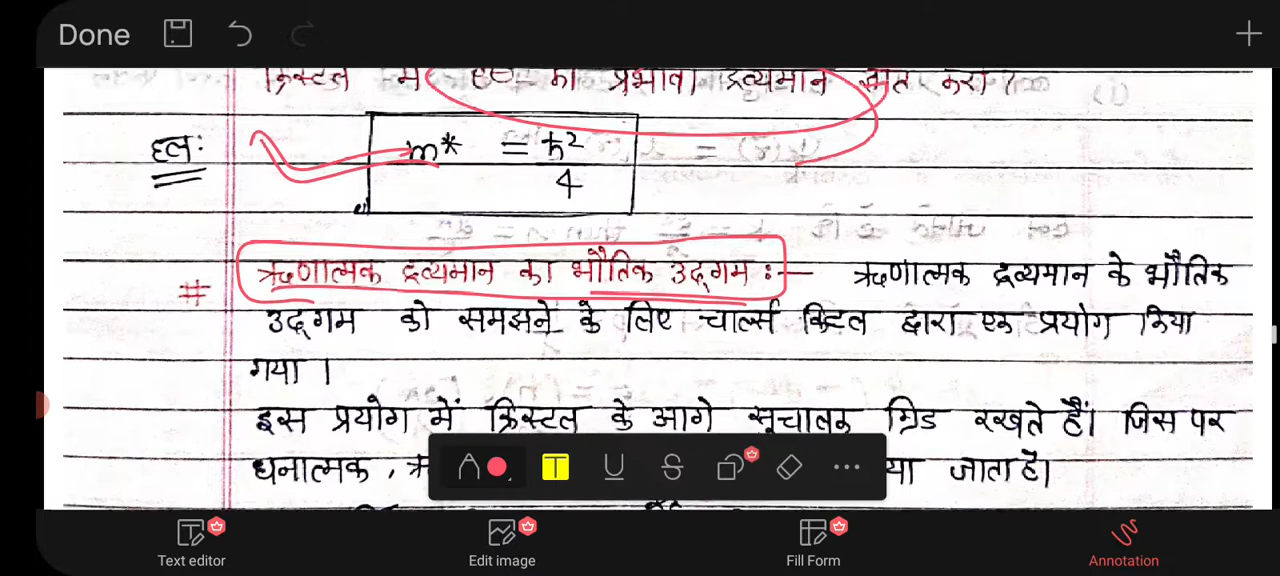 Done
क्रिस्टल में का प्रभावी द्रव्यमान ज्ञात करो ?
हलः m* = ħ²
4
# ऋणात्मक द्रव्यमान का भौतिक उद्‌गम :— ऋणात्मक द्रव्यमान के भौतिक
उद्‌गम को समझने के लिए चार्ल्स किटल द्वारा एक प्रयोग किया
गया ।
इस प्रयोग में क्रिस्टल के आगे सूचालक ग्रिड रखते हैं। जिस पर
धनात्मक , या जाता है।
Text editor Edit image Fill Form Annotation